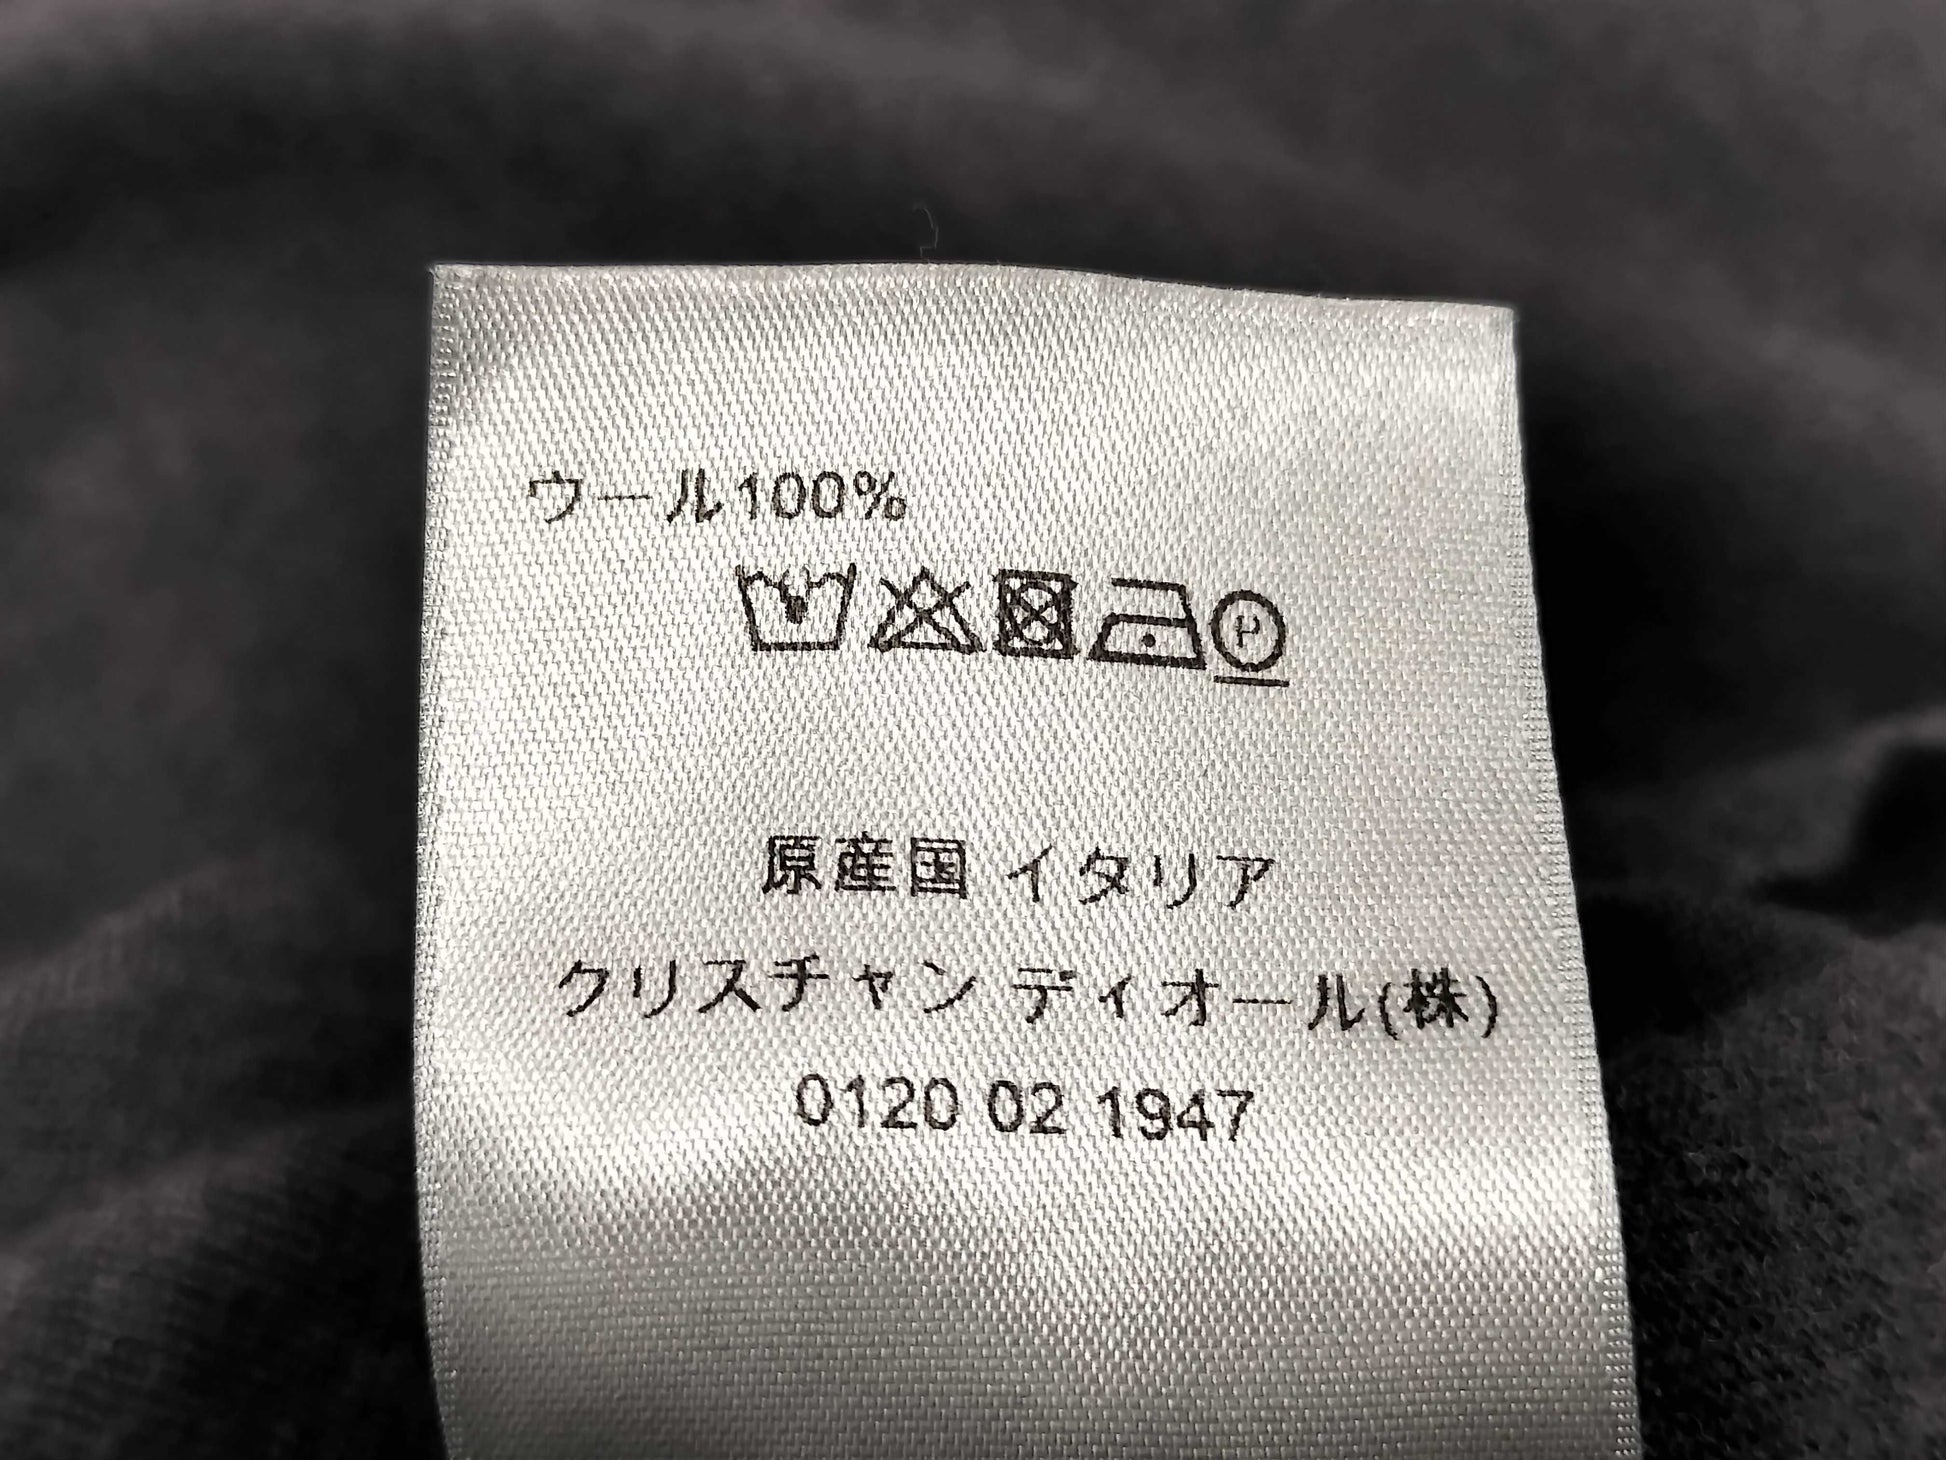 ウール100%
P
原産国 イタリア
クリスチャン ディオール(株)
0120 02 1947